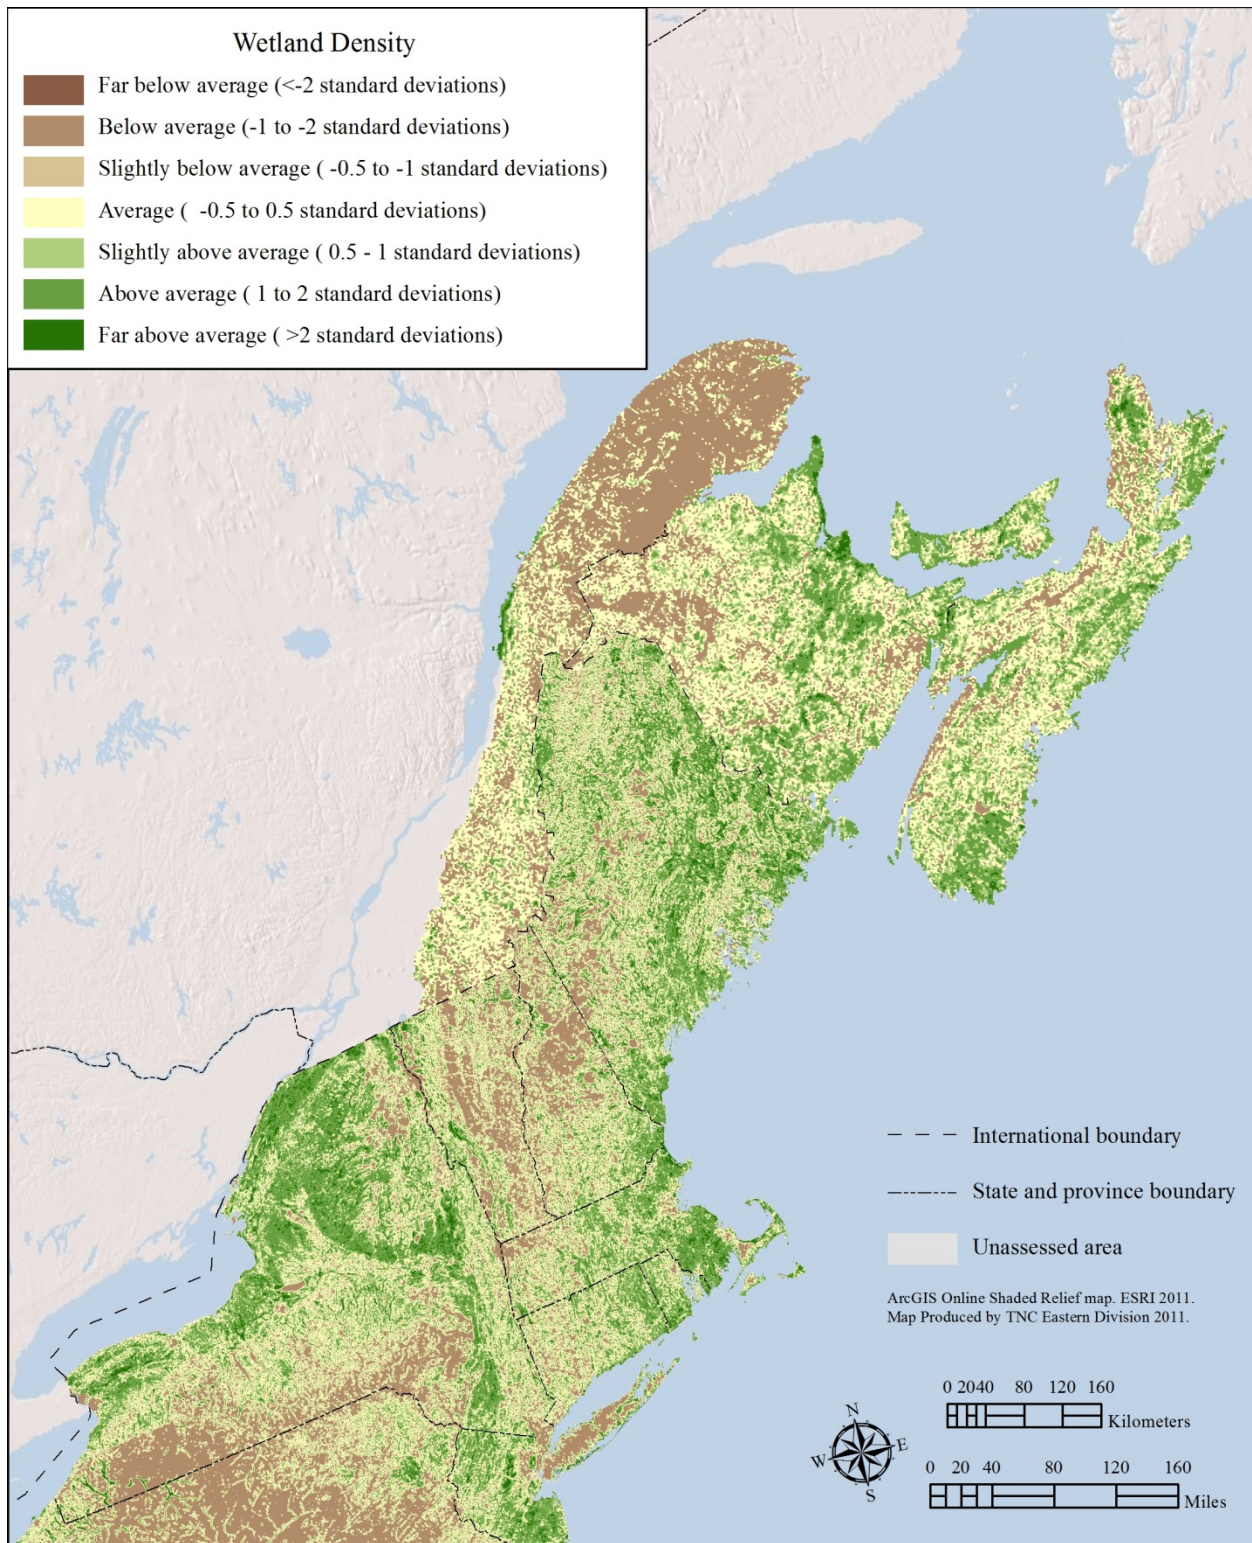 Wetland Density
Far below average (<-2 standard deviations)
Below average (-1 to -2 standard deviations)
Slightly below average ( -0.5 to -1 standard deviations)
Average ( -0.5 to 0.5 standard deviations)
Slightly above average ( 0.5 - 1 standard deviations)
Above average ( 1 to 2 standard deviations)
Far above average ( >2 standard deviations)
International boundary
State and province boundary
Unassessed area
ArcGIS Online Shaded Relief map. ESRI 2011.
Map Produced by TNC Eastern Division 2011.
0 20 40 80 120 160
Kilometers
N
W E
S
0 20 40 80 120 160
Miles